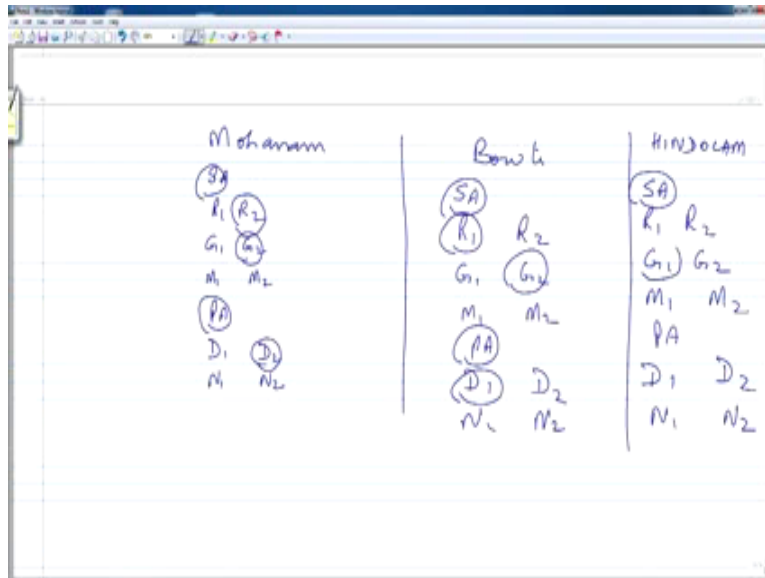 Mohanam
SA
R1 R2
G1 G2
M1 M2
PA
D1 D2
N1 N2
Bowli
SA
R1 R2
G1 G2
M1 M2
PA
D1 D2
N1 N2
HINDOLAM
SA
R1 R2
G1 G2
M1 M2
PA
D1 D2
N1 N2